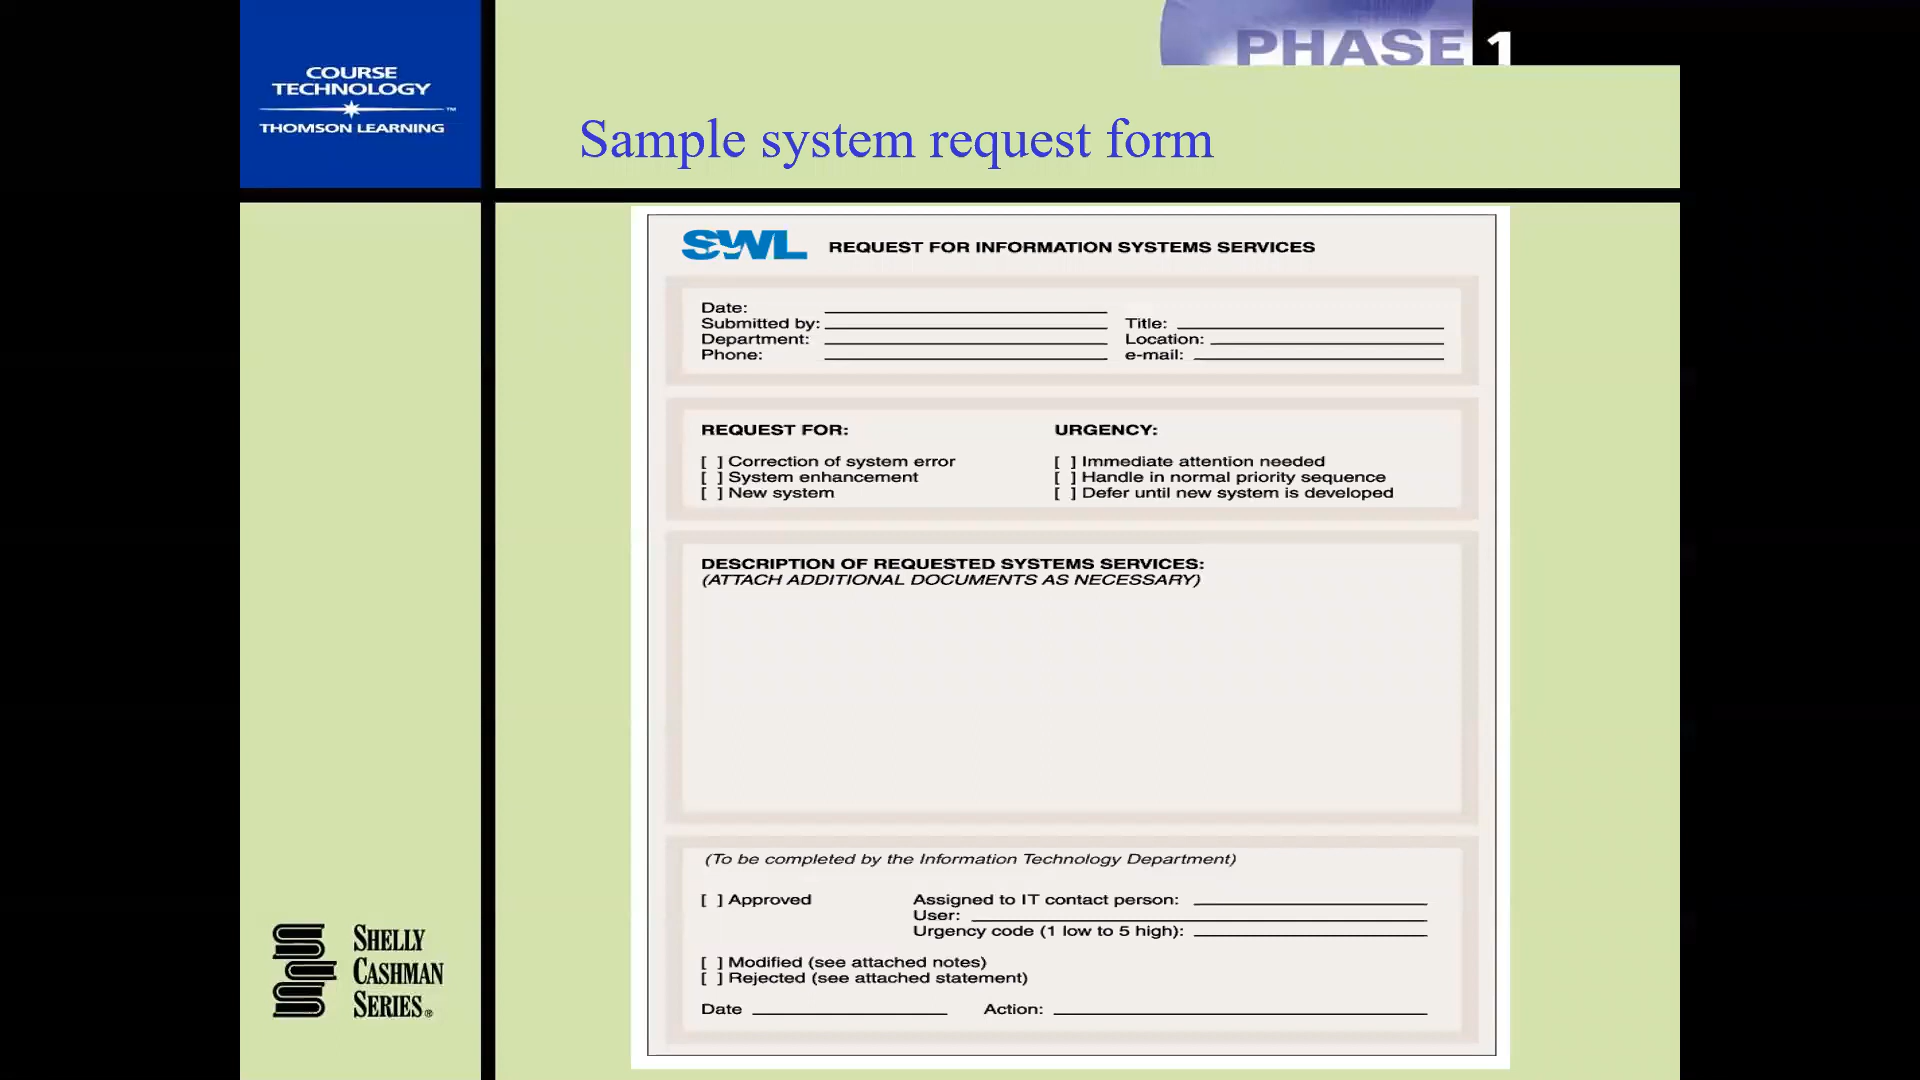 COURSE
TECHNOLOGY
™
THOMSON LEARNING
PHASE 1
Sample system request form
SWL REQUEST FOR INFORMATION SYSTEMS SERVICES
Date:
Submitted by: Title:
Department: Location:
Phone: e-mail:
REQUEST FOR: URGENCY:
[ ] Correction of system error [ ] Immediate attention needed
[ ] System enhancement [ ] Handle in normal priority sequence
[ ] New system [ ] Defer until new system is developed
DESCRIPTION OF REQUESTED SYSTEMS SERVICES:
(ATTACH ADDITIONAL DOCUMENTS AS NECESSARY)
(To be completed by the Information Technology Department)
[ ] Approved Assigned to IT contact person:
User:
Urgency code (1 low to 5 high):
[ ] Modified (see attached notes)
[ ] Rejected (see attached statement)
Date Action:
SHELLY
CASHMAN
SERIES®